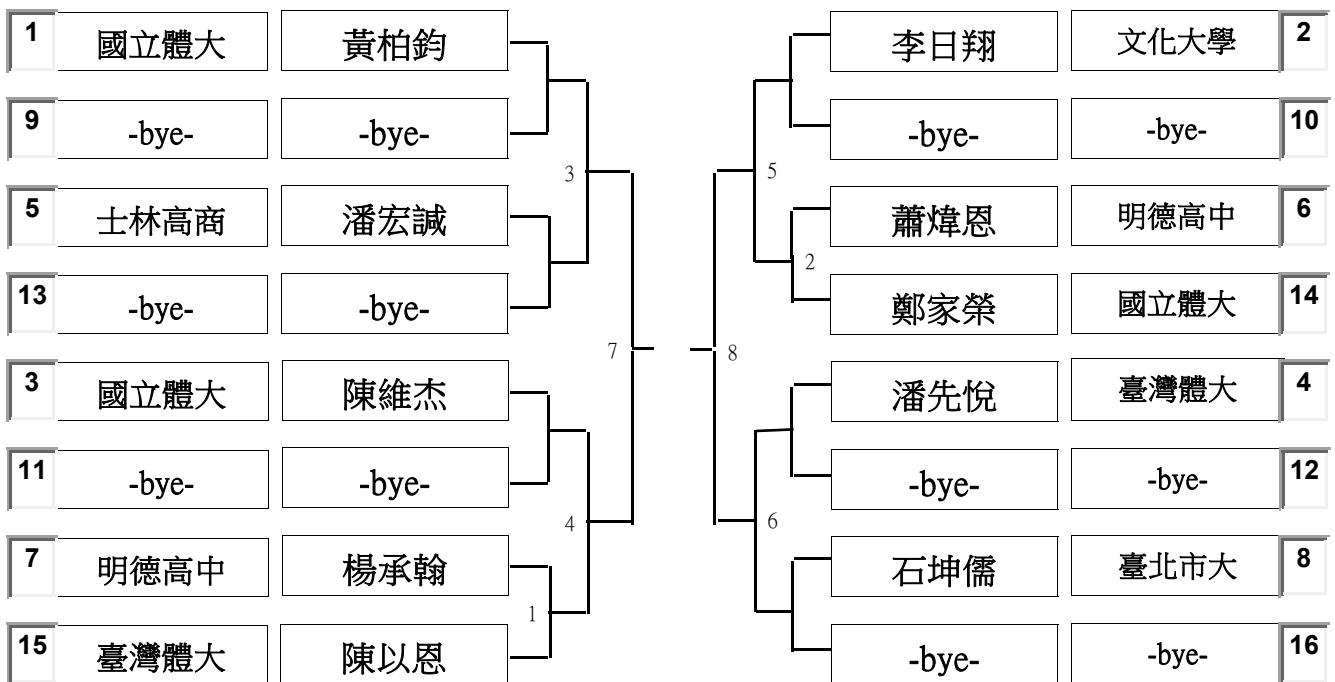 1 國立體大 黃柏鈞 李日翔 文化大學 2
9 -bye- -bye- -bye- -bye- 10
3 5
5 士林高商 潘宏誠 蕭煒恩 明德高中 6
2
13 -bye- -bye- 鄭家榮 國立體大 14
7 8
3 國立體大 陳維杰 潘先悅 臺灣體大 4
11 -bye- -bye- -bye- -bye- 12
4 6
7 明德高中 楊承翰 石坤儒 臺北市大 8
1
15 臺灣體大 陳以恩 -bye- -bye- 16